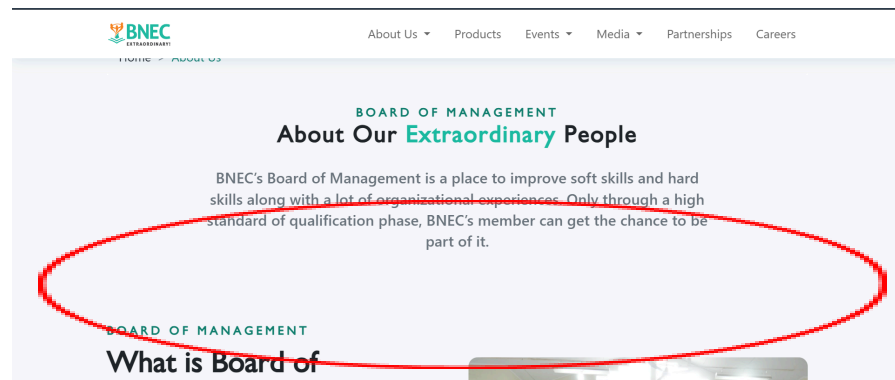 BNEC
EXTRAORDINARY!
About Us
Products
Events
Media
Partnerships
Careers
Home > About Us
BOARD OF MANAGEMENT
About Our Extraordinary People
BNEC's Board of Management is a place to improve soft skills and hard
skills along with a lot of organizational experiences. Only through a high
standard of qualification phase, BNEC's member can get the chance to be
part of it.
BOARD OF MANAGEMENT
What is Board of